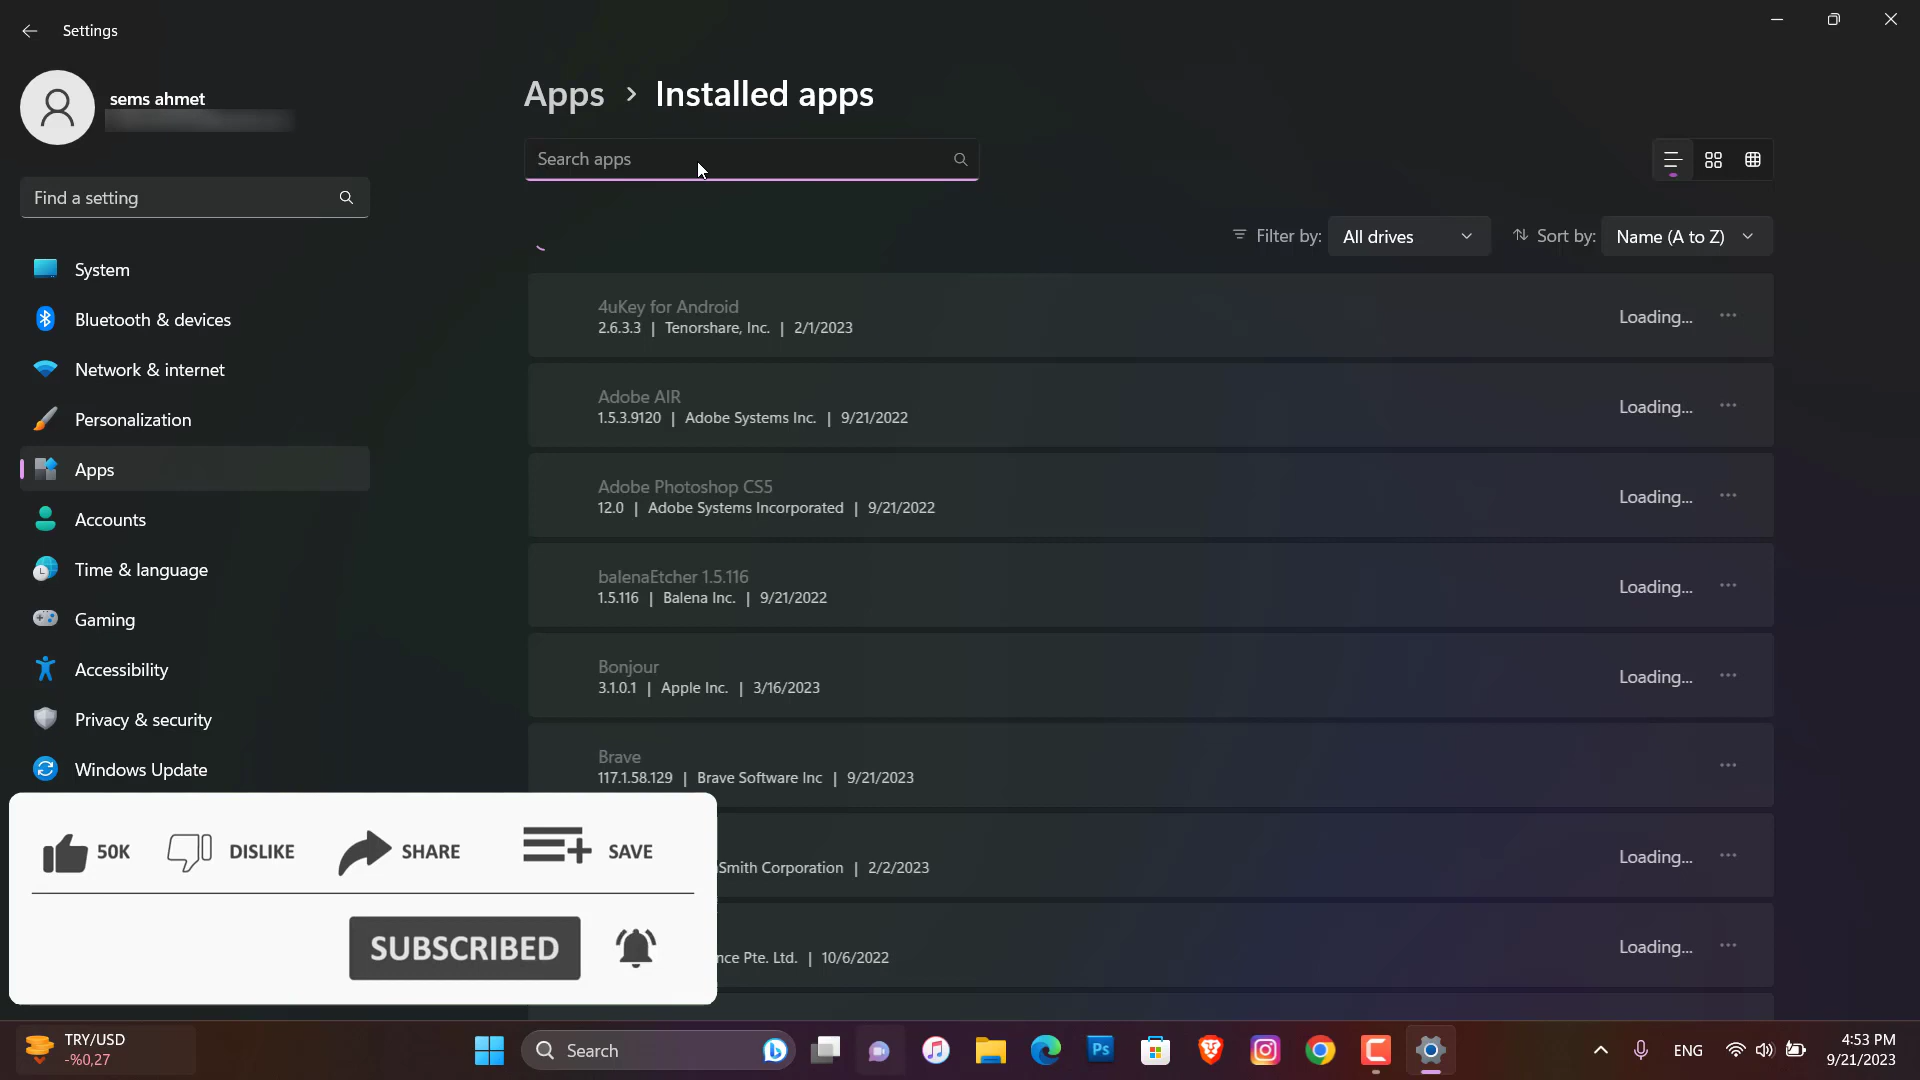 Settings
sems ahmet
Find a setting
System
Bluetooth & devices
Network & internet
Personalization
Apps
Accounts
Time & language
Gaming
Accessibility
Privacy & security
Windows Update
Apps > Installed apps
Search apps
Filter by: All drives
Sort by: Name (A to Z)
4uKey for Android
2.6.3.3 | Tenorshare, Inc. | 2/1/2023
Loading...
Adobe AIR
1.5.3.9120 | Adobe Systems Inc. | 9/21/2022
Loading...
Adobe Photoshop CS5
12.0 | Adobe Systems Incorporated | 9/21/2022
Loading...
balenaEtcher 1.5.116
1.5.116 | Balena Inc. | 9/21/2022
Loading...
Bonjour
3.1.0.1 | Apple Inc. | 3/16/2023
Loading...
Brave
117.1.58.129 | Brave Software Inc | 9/21/2023
Smith Corporation | 2/2/2023
Loading...
nce Pte. Ltd. | 10/6/2022
Loading...
50K DISLIKE SHARE SAVE
SUBSCRIBED
TRY/USD
-%0,27
Search
Ps
ENG
4:53 PM
9/21/2023